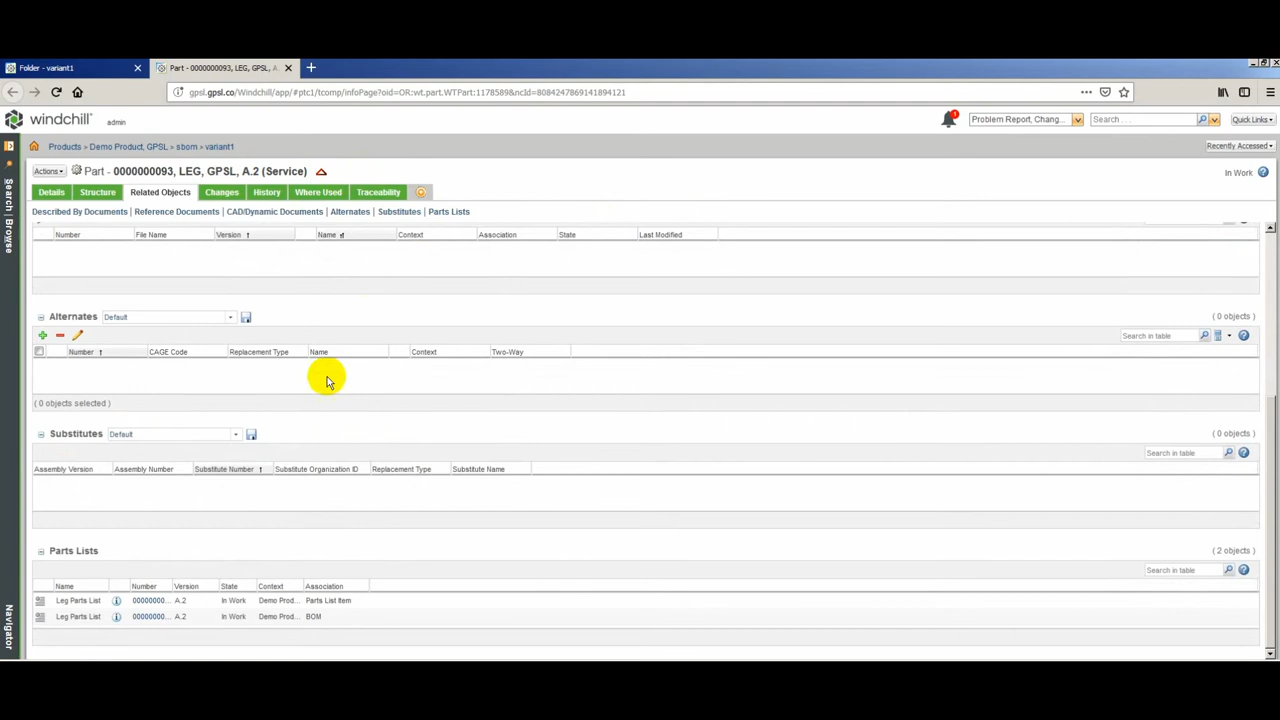 Folder - variant1
Part - 0000000093, LEG, GPSL, A.
gpsl.gpsl.co/Windchill/app/#ptc1/tcomp/infoPage?oid=OR:wt.part.WTPart:1178589&ncId=8084247869141894121
windchill admin 1 Problem Report, Chang... Search . . . Quick Links
Products > Demo Product, GPSL > sbom > variant1 Recently Accessed
Actions Part - 0000000093, LEG, GPSL, A.2 (Service) In Work
Details Structure Related Objects Changes History Where Used Traceability
Described By Documents | Reference Documents | CAD/Dynamic Documents | Alternates | Substitutes | Parts Lists
Search Browse
Number File Name Version Name Context Association State Last Modified
Alternates Default (0 objects )
Search in table
Number CAGE Code Replacement Type Name Context Two-Way
( 0 objects selected )
Substitutes Default (0 objects )
Search in table
Assembly Version Assembly Number Substitute Number Substitute Organization ID Replacement Type Substitute Name
Parts Lists (2 objects )
Search in table
Name Number Version State Context Association
Leg Parts List 00000000... A.2 In Work Demo Prod... Parts List Item
Leg Parts List 00000000... A.2 In Work Demo Prod... BOM
Navigator